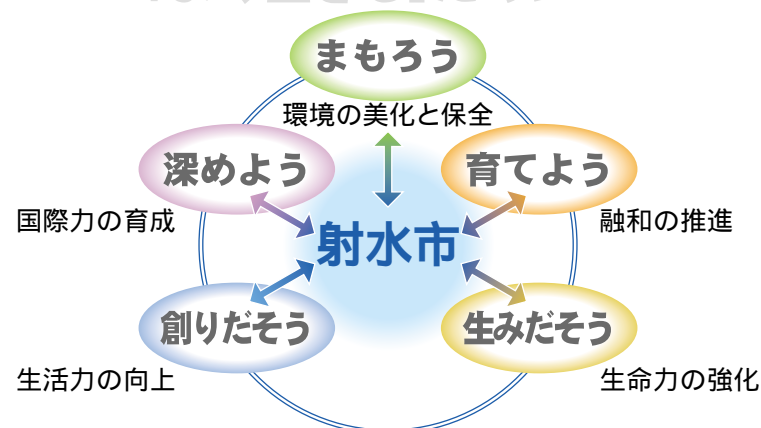 まもろう
環境の美化と保全
深めよう
国際力の育成
育てよう
融和の推進
射水市
創りだそう
生活力の向上
生みだそう
生命力の強化